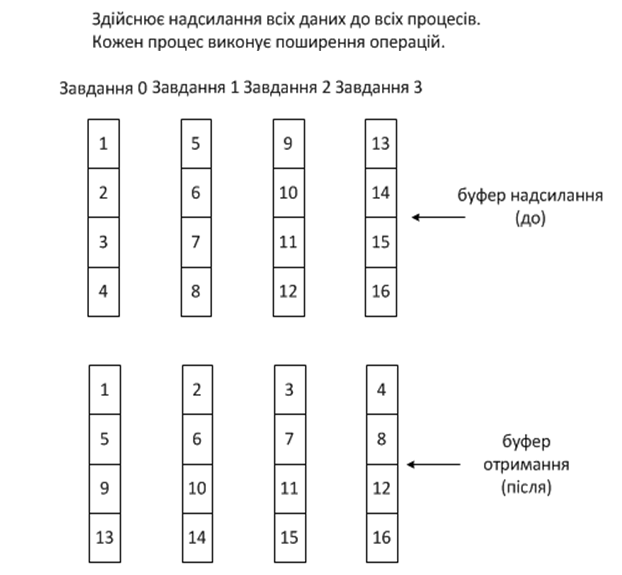 Здійснює надсилання всіх даних до всіх процесів.
Кожен процес виконує поширення операцій.
Завдання 0 Завдання 1 Завдання 2 Завдання 3
1 5 9 13
2 6 10 14
буфер надсилання
(до)
3 7 11 15
4 8 12 16
1 2 3 4
5 6 7 8
буфер
отримання
(після)
9 10 11 12
13 14 15 16